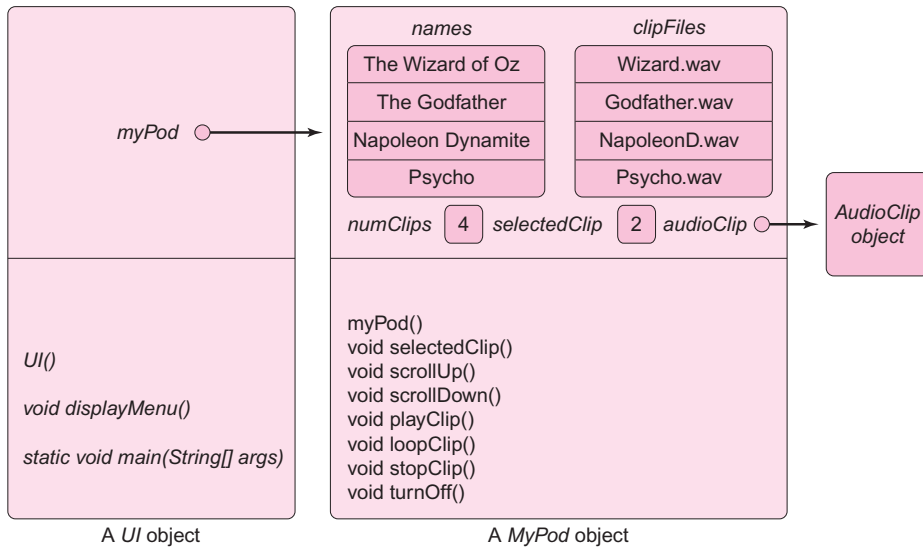 myPod
UI()
void displayMenu()
static void main(String[] args)
A UI object
names
clipFiles
The Wizard of Oz
Wizard.wav
The Godfather
Godfather.wav
Napoleon Dynamite
NapoleonD.wav
Psycho
Psycho.wav
numClips 4 selectedClip 2 audioClip
myPod()
void selectedClip()
void scrollUp()
void scrollDown()
void playClip()
void loopClip()
void stopClip()
void turnOff()
A MyPod object
AudioClip
object